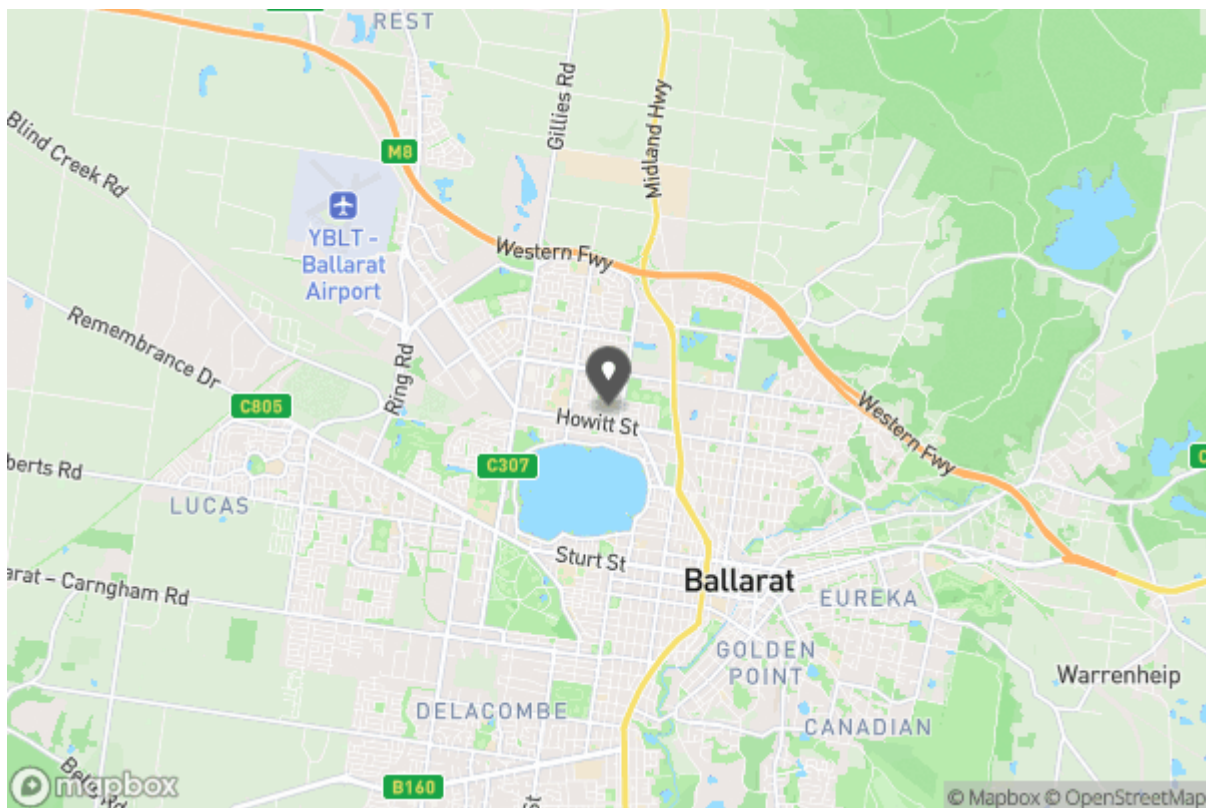 REST
Gillies Rd
Midland Hwy
Blind Creek Rd
M8
YBLT -
Ballarat
Airport
Western Fwy
Remembrance Dr
Ring Rd
C805
Howitt St
Western Fwy
C307
berts Rd
C
LUCAS
Sturt St
Ballarat
arat - Carngham Rd
EUREKA
GOLDEN
POINT
Warrenheip
DELACOMBE
CANADIAN
B160
st
mapbox
© Mapbox © OpenStreetMap